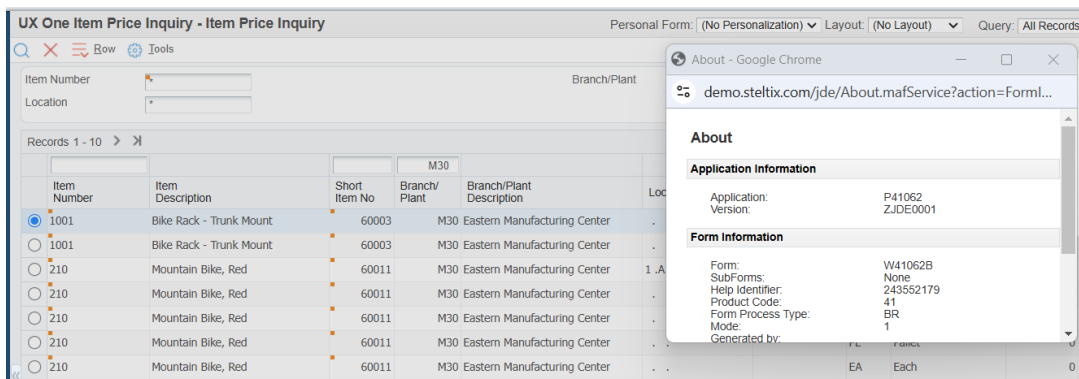 UX One Item Price Inquiry - Item Price Inquiry
Personal Form: (No Personalization) Layout: (No Layout) Query: All Records
Row Tools
Item Number *
Branch/Plant
Location *
Records 1 - 10
M30
Item Number Item Description Short Item No Branch/ Plant Branch/Plant Description Loc
1001 Bike Rack - Trunk Mount 60003 M30 Eastern Manufacturing Center .
1001 Bike Rack - Trunk Mount 60003 M30 Eastern Manufacturing Center .
210 Mountain Bike, Red 60011 M30 Eastern Manufacturing Center 1 .A
210 Mountain Bike, Red 60011 M30 Eastern Manufacturing Center .
210 Mountain Bike, Red 60011 M30 Eastern Manufacturing Center .
210 Mountain Bike, Red 60011 M30 Eastern Manufacturing Center . .
210 Mountain Bike, Red 60011 M30 Eastern Manufacturing Center . . EA Each 0
About - Google Chrome
demo.steltix.com/jde/About.mafService?action=FormI...
About
Application Information
Application: P41062
Version: ZJDE0001
Form Information
Form: W41062B
SubForms: None
Help Identifier: 243552179
Product Code: 41
Form Process Type: BR
Mode: 1
Generated by: